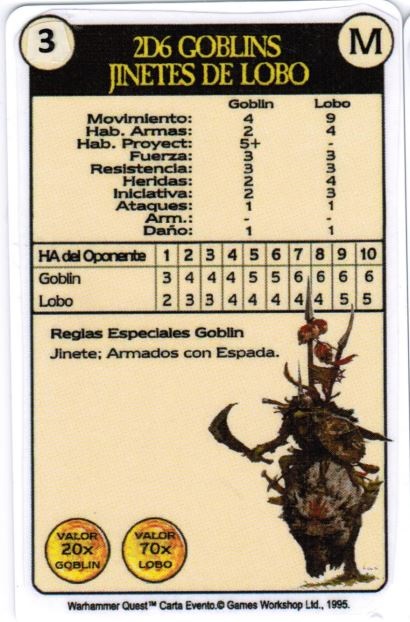 3
M
2D6 GOBLINS
JINETES DE LOBO
Goblin Lobo
Movimiento: 4 9
Hab. Armas: 2 4
Hab. Proyect: 5+ -
Fuerza: 3 3
Resistencia: 3 3
Heridas: 2 4
Iniciativa: 2 3
Ataques: 1 1
Arm.: - -
Daño: 1 1
HA del Oponente 1 2 3 4 5 6 7 8 9 10
Goblin 3 4 4 4 5 5 6 6 6 6
Lobo 2 3 3 4 4 4 4 4 5 5
Reglas Especiales Goblin
Jinete; Armados con Espada.
VALOR
20x
GOBLIN
VALOR
70x
LOBO
Warhammer Quest™ Carta Evento.© Games Workshop Ltd., 1995.